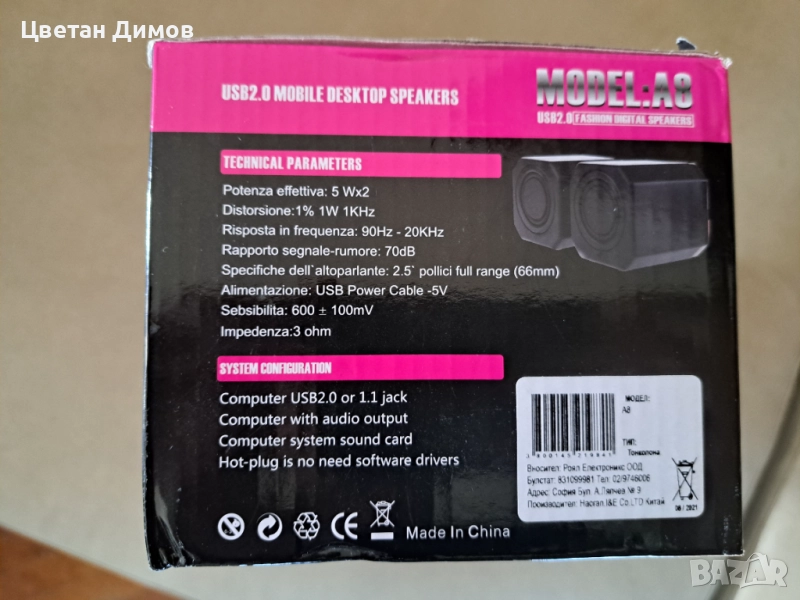 Цветан Димов
USB2.0 MOBILE DESKTOP SPEAKERS
MODEL:A8
USB2.0 FASHION DIGITAL SPEAKERS
TECHNICAL PARAMETERS
Potenza effettiva: 5 Wx2
Distorsione:1% 1W 1KHz
Risposta in frequenza: 90Hz - 20KHz
Rapporto segnale-rumore: 70dB
Specifiche dell`altoparlante: 2.5` pollici full range (66mm)
Alimentazione: USB Power Cable -5V
Sebsibilita: 600 ± 100mV
Impedenza:3 ohm
SYSTEM CONFIGURATION
Computer USB2.0 or 1.1 jack
Computer with audio output
Computer system sound card
Hot-plug is no need software drivers
МОДЕЛ:
A8
ТИП:
Тонколона
Вносител: Роял Електроникс ООД
Булстат: 831099981 Тел: 02/9746006
Адрес: София Бул. А.Ляпчев № 9
Производител: Haoran I&E Co.LTD Китай
06 / 2021
CE
Made In China
BAZAR